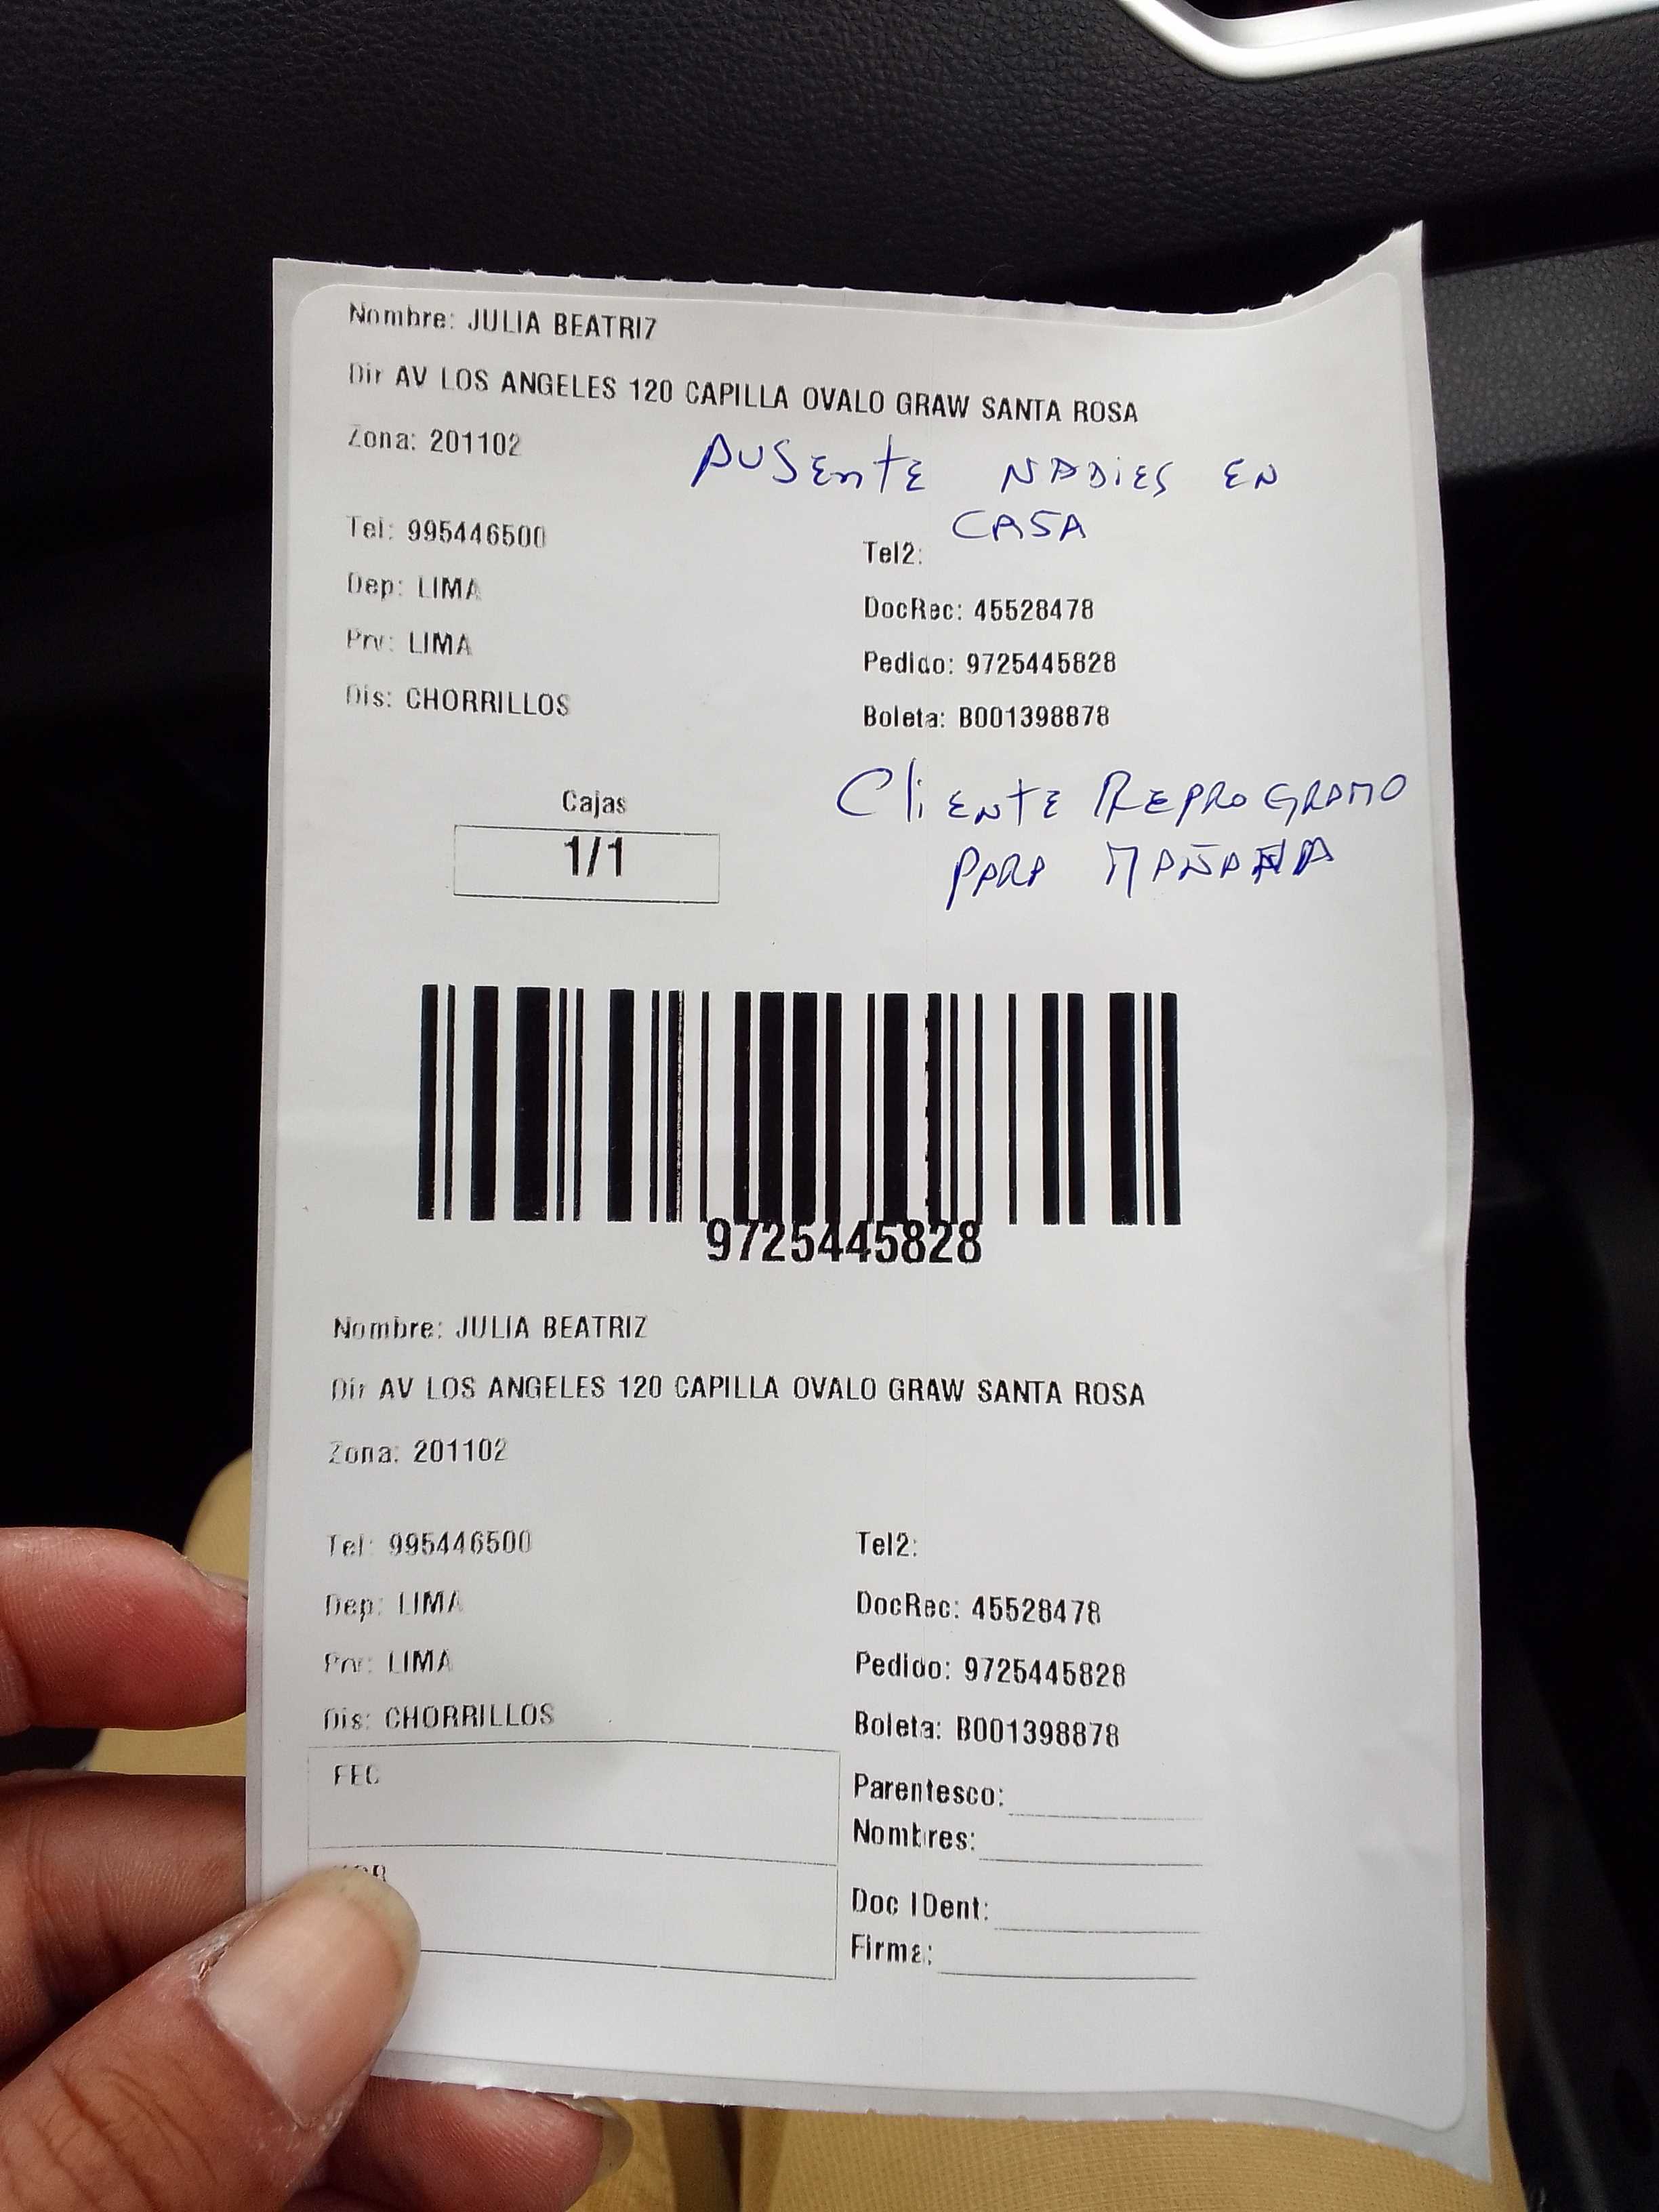 Nombre: JULIA BEATRIZ
Dir AV LOS ANGELES 120 CAPILLA OVALO GRAW SANTA ROSA
Zona: 201102
AUSENTE NADIES EN
CASA
Tel: 995446500
Tel2:
Dep: LIMA
DocRec: 45528478
Prv: LIMA
Pedido: 9725445828
Dis: CHORRILLOS
Boleta: B001398878
Cajas
1/1
CliENTE REPROGRAMO
PARA MAÑANA
9725445828
Nombre: JULIA BEATRIZ
Dir AV LOS ANGELES 120 CAPILLA OVALO GRAW SANTA ROSA
Zona: 201102
Tel: 995446500
Tel2:
Dep: LIMA
DocRec: 45528478
Prv: LIMA
Pedido: 9725445828
Dis: CHORRILLOS
Boleta: B001398878
FEC
Parentesco:
Nombres:
Doc IDent:
Firma: